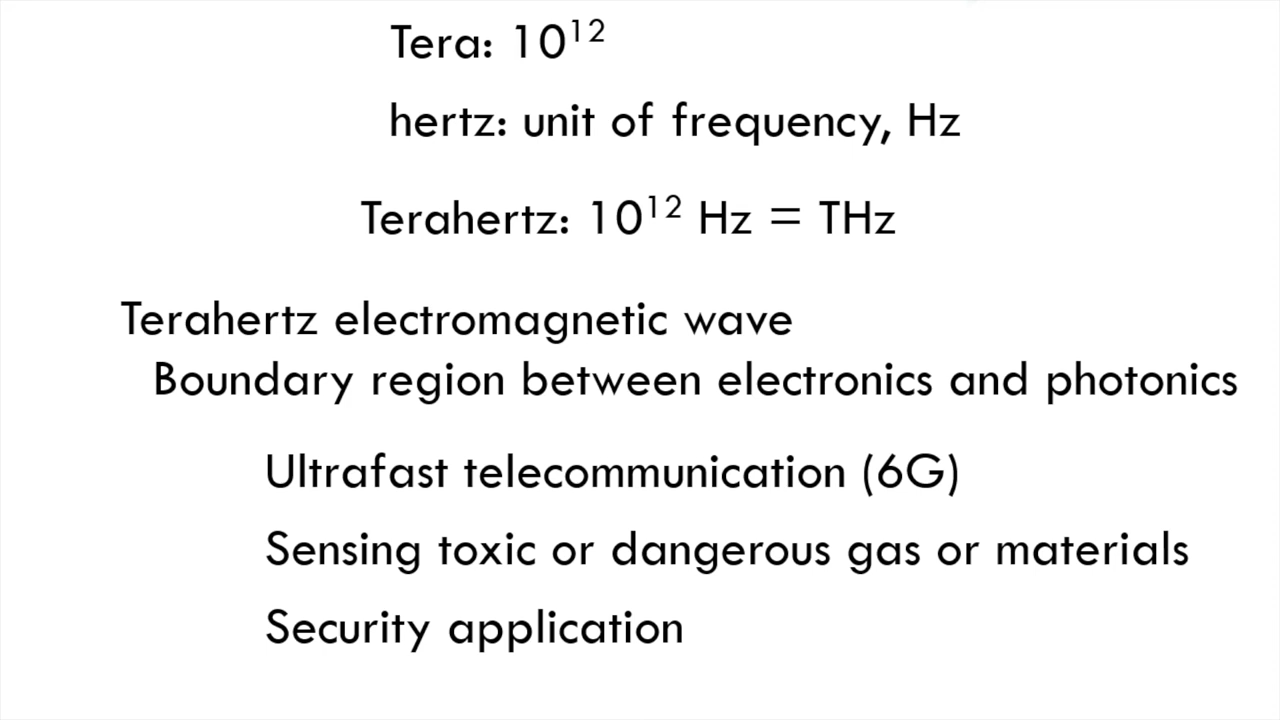 Tera: 10¹²
hertz: unit of frequency, Hz
Terahertz: 10¹² Hz = THz
Terahertz electromagnetic wave
Boundary region between electronics and photonics
Ultrafast telecommunication (6G)
Sensing toxic or dangerous gas or materials
Security application